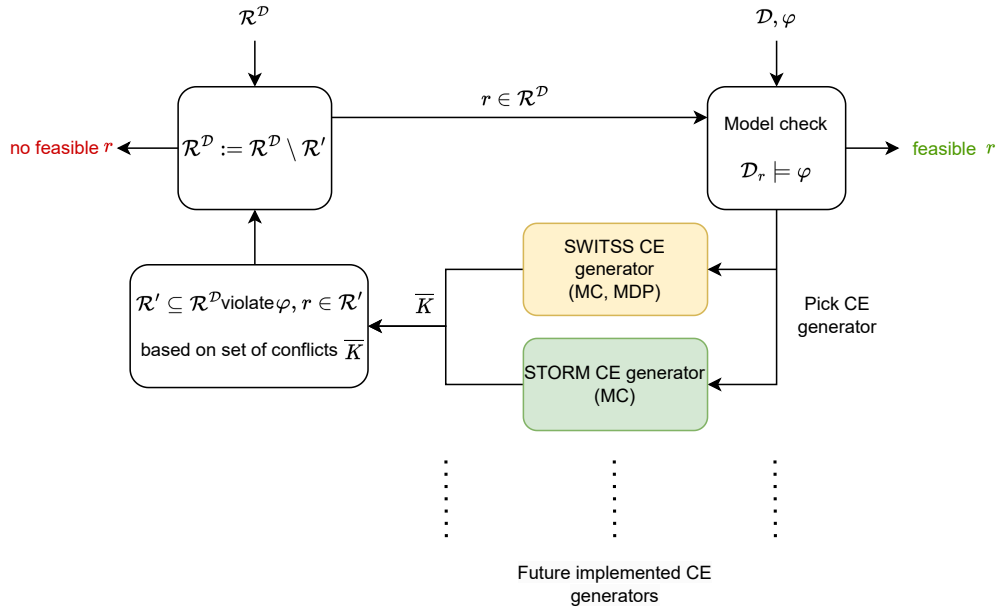 𝓡^𝓓
𝓓, φ
r ∈ 𝓡^𝓓
no feasible r
𝓡^𝓓 := 𝓡^𝓓 \ 𝓡′
Model check
𝓓_r ⊨ φ
feasible r
SWITSS CE
generator
(MC, MDP)
𝓡′ ⊆ 𝓡^𝓓 violate φ, r ∈ 𝓡′
based on set of conflicts K̅
K̅
Pick CE
generator
STORM CE generator
(MC)
Future implemented CE
generators